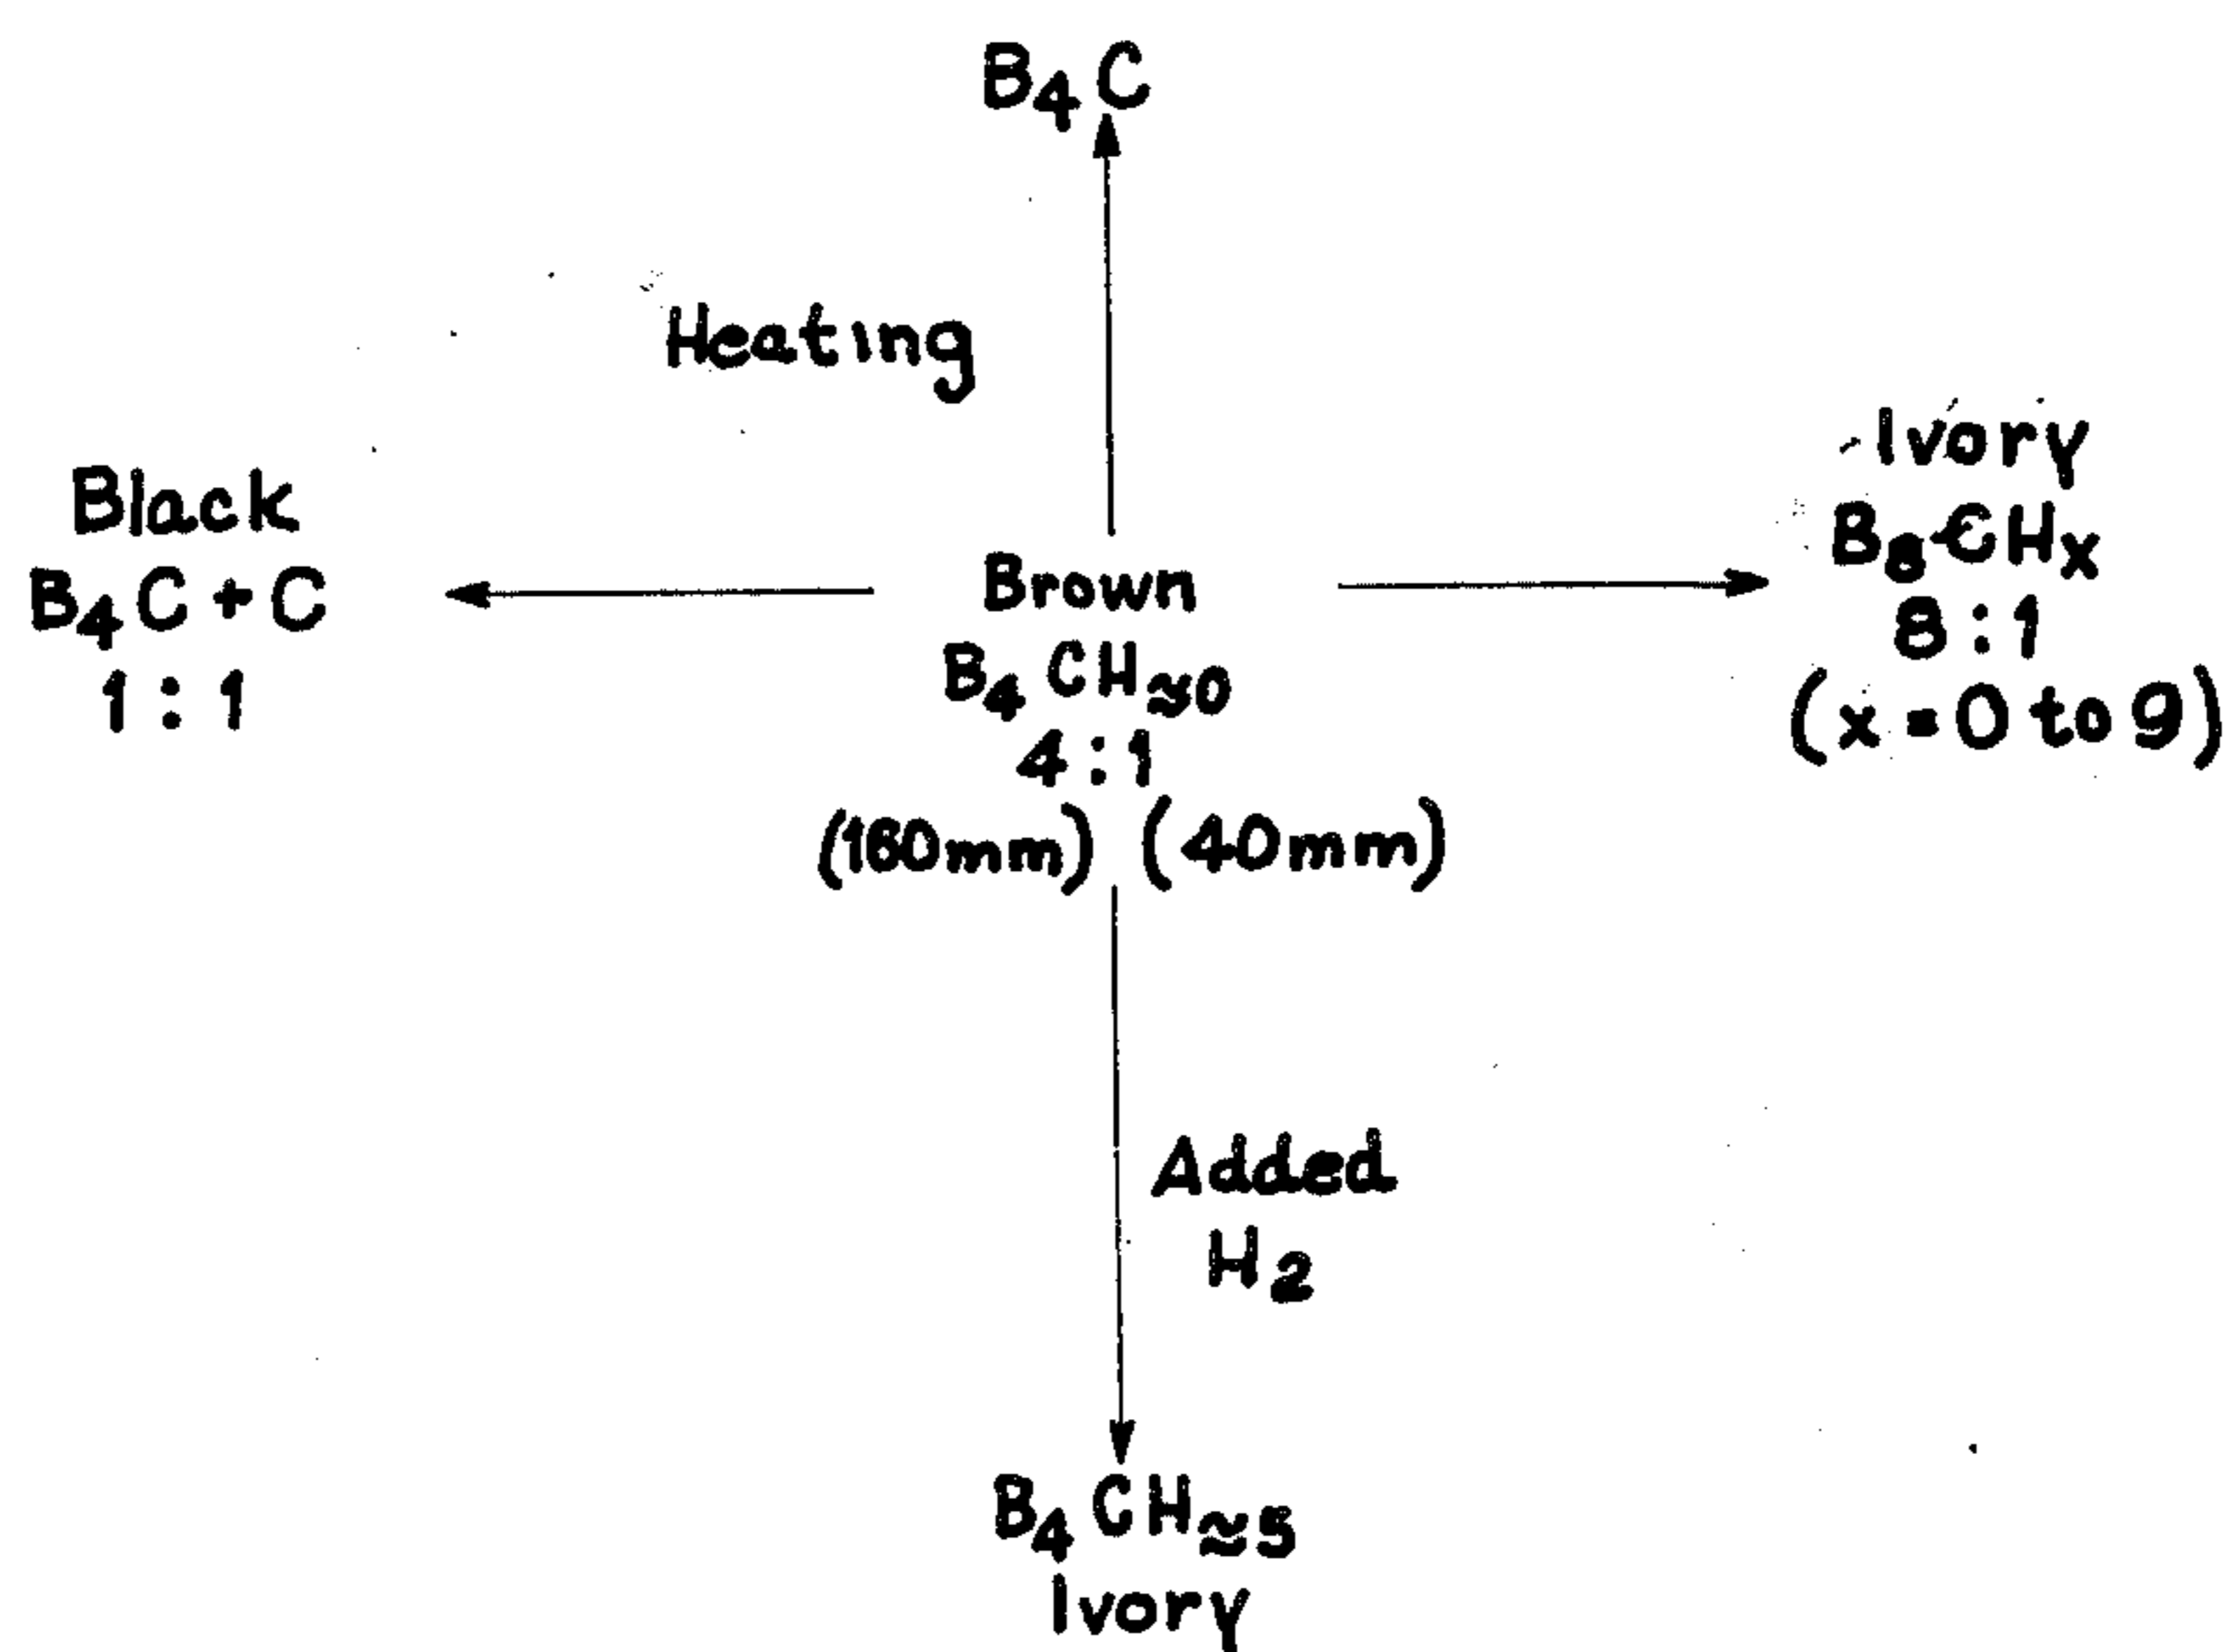 B₄C
Heating
Black
B₄C + C
1 : 1
Brown
B₄CH≈0
4 : 1
(160mm) (40mm)
Ivory
B₈CHₓ
8 : 1
(x = 0 to 9)
Added
H₂
B₄CH≈5
Ivory